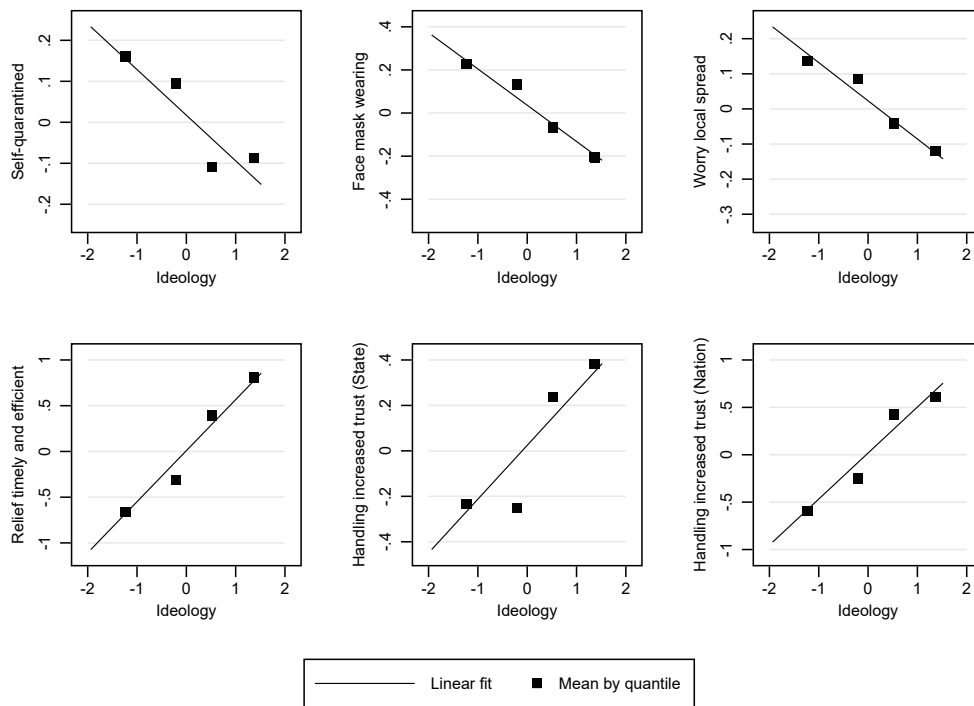 Self-quarantined
.2
.1
0
-.1
-.2
-2 -1 0 1 2
Ideology
Face mask wearing
.4
.2
0
-.2
-.4
-2 -1 0 1 2
Ideology
Worry local spread
.2
.1
0
-.1
-.2
-.3
-2 -1 0 1 2
Ideology
Relief timely and efficient
1
.5
0
-.5
-1
-2 -1 0 1 2
Ideology
Handling increased trust (State)
.4
.2
0
-.2
-.4
-2 -1 0 1 2
Ideology
Handling increased trust (Nation)
1
.5
0
-.5
-1
-2 -1 0 1 2
Ideology
Linear fit Mean by quantile